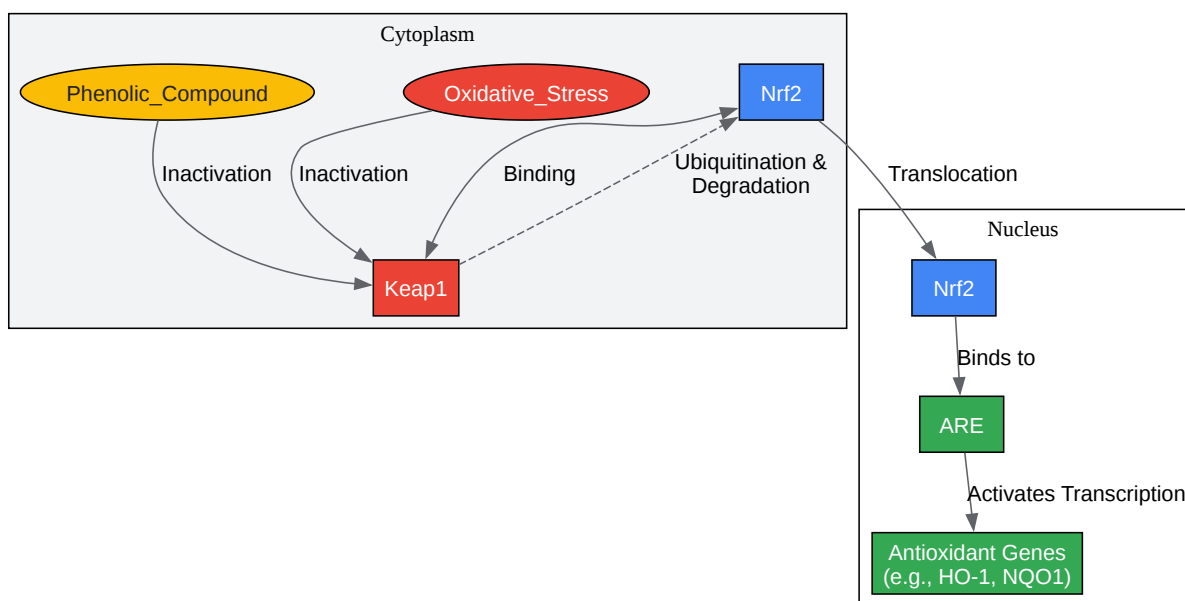 Cytoplasm
Phenolic_Compound
Oxidative_Stress
Nrf2
Inactivation
Inactivation
Binding
Ubiquitination &
Degradation
Translocation
Keap1
Nucleus
Nrf2
Binds to
ARE
Activates Transcription
Antioxidant Genes
(e.g., HO-1, NQO1)